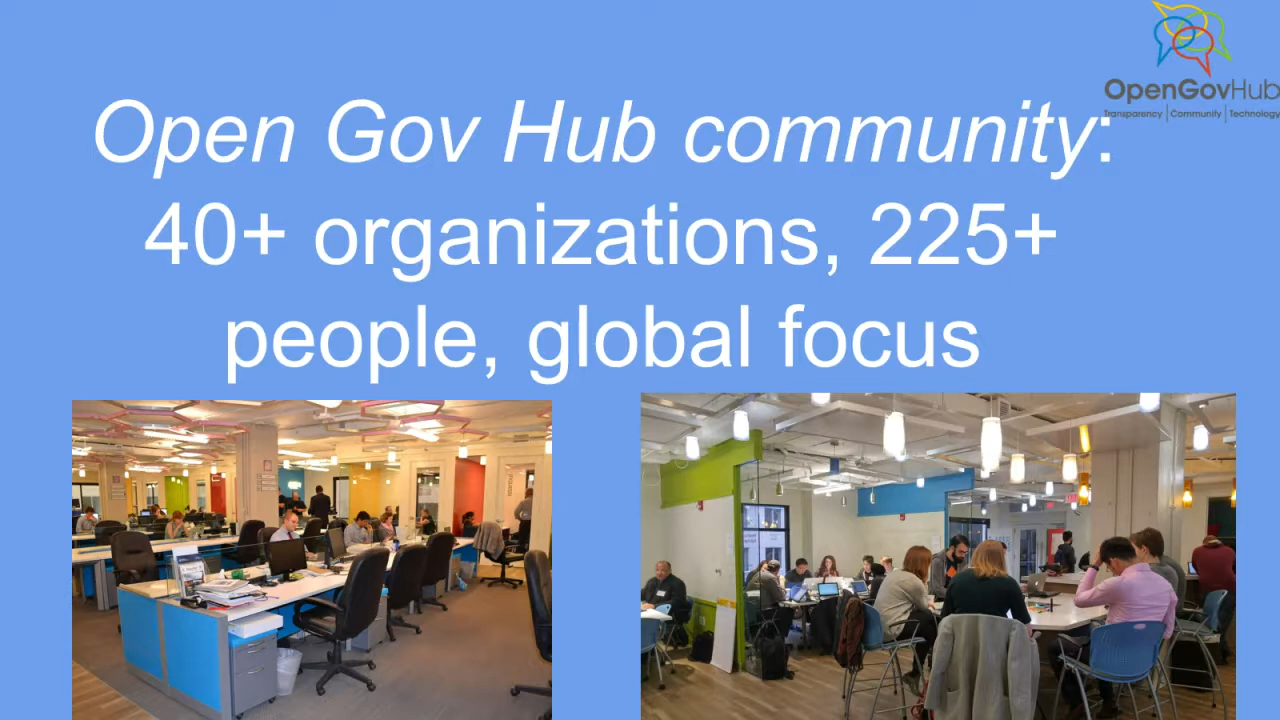 OpenGovHub
Transparency | Community | Technology
Open Gov Hub community:
40+ organizations, 225+
people, global focus